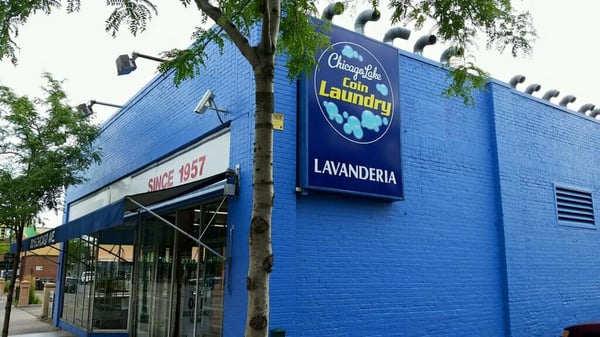 Chicago Lake
Coin
Laundry
LAVANDERIA
SINCE 1957